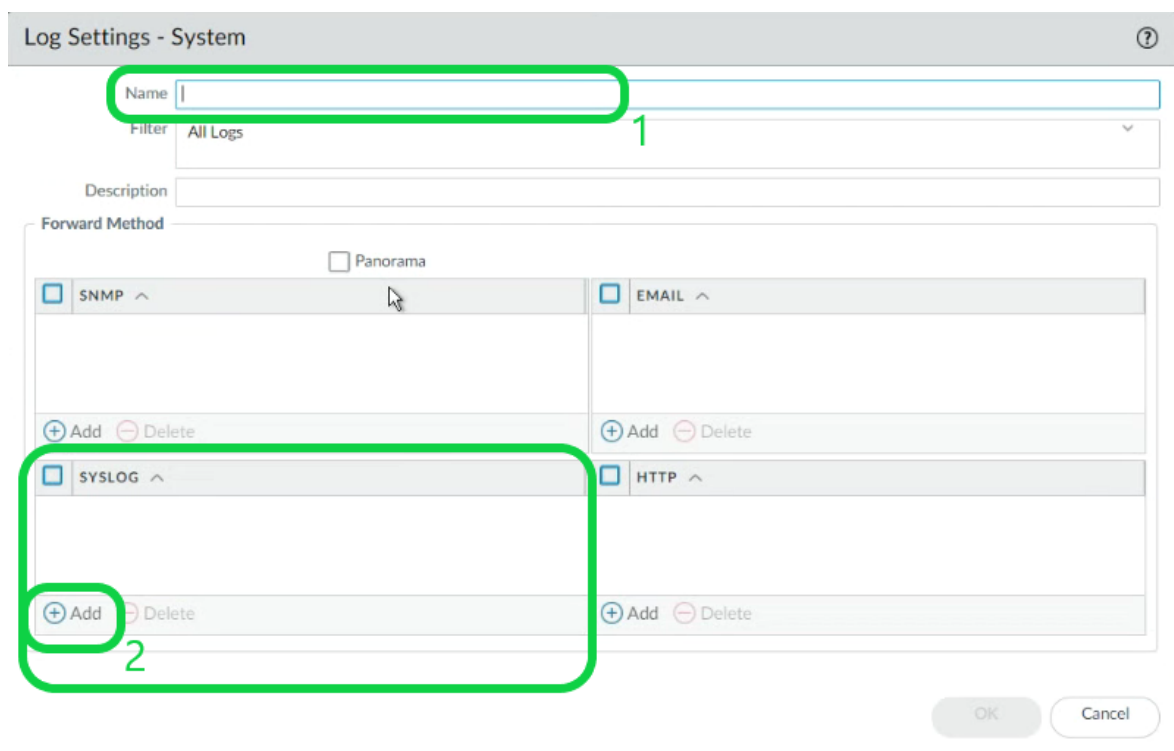 Log Settings - System
Name
1
Filter All Logs
Description
Forward Method
Panorama
SNMP EMAIL
Add Delete Add Delete
SYSLOG HTTP
Add Delete Add Delete
2
OK Cancel